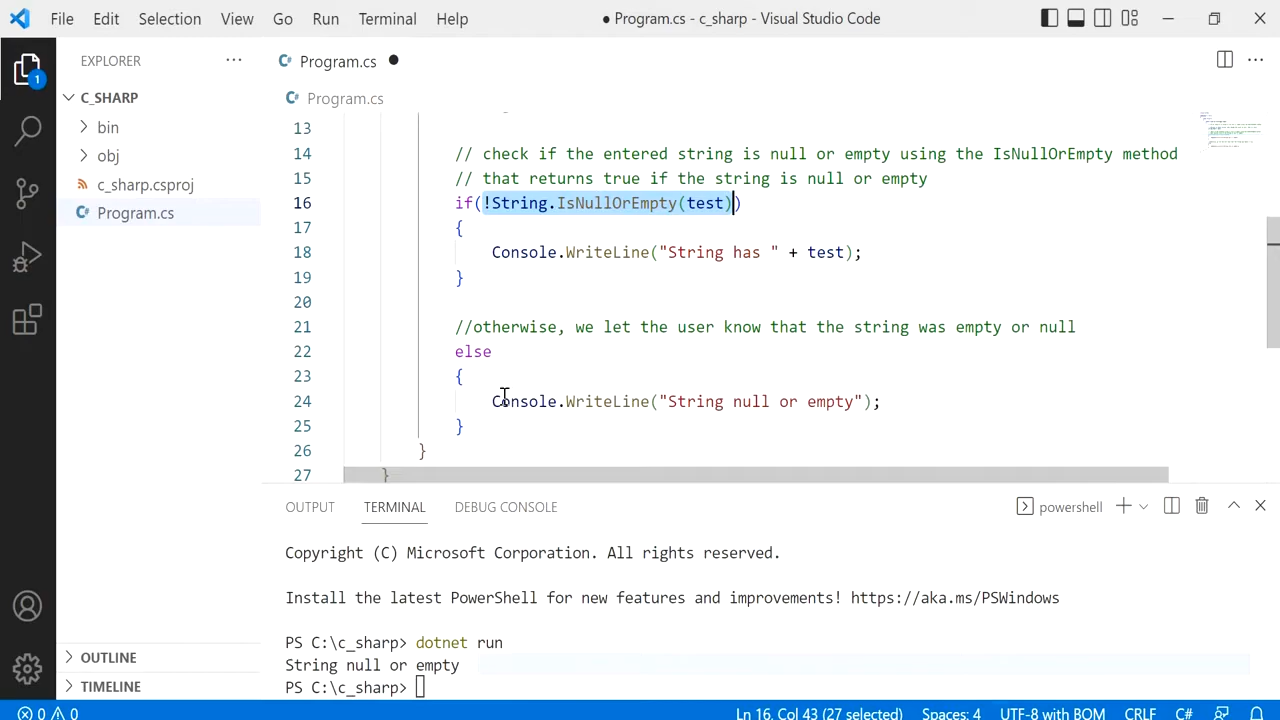 File Edit Selection View Go Run Terminal Help ● Program.cs - c_sharp - Visual Studio Code
EXPLORER ...
C# Program.cs ●
C_SHARP
C# Program.cs
bin
obj
c_sharp.csproj
Program.cs
1
13
14 // check if the entered string is null or empty using the IsNullOrEmpty method
15 // that returns true if the string is null or empty
16 if(!String.IsNullOrEmpty(test))
17 {
18 Console.WriteLine("String has " + test);
19 }
20
21 //otherwise, we let the user know that the string was empty or null
22 else
23 {
24 Console.WriteLine("String null or empty");
25 }
26 }
27 }
OUTPUT TERMINAL DEBUG CONSOLE powershell
Copyright (C) Microsoft Corporation. All rights reserved.
Install the latest PowerShell for new features and improvements! https://aka.ms/PSWindows
PS C:\c_sharp> dotnet run
String null or empty
PS C:\c_sharp>
OUTLINE
TIMELINE
0 0 Ln 16, Col 43 (27 selected) Spaces: 4 UTF-8 with BOM CRLF C#